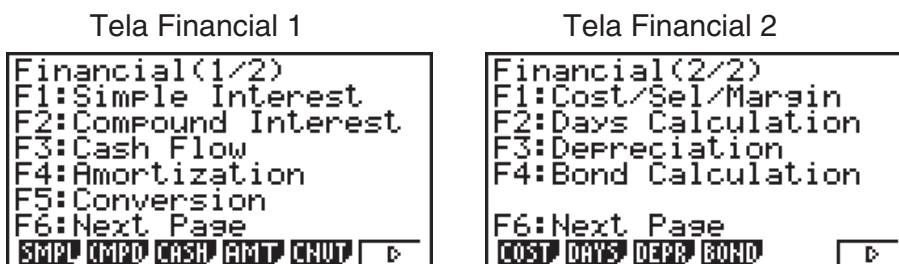 Tela Financial 1
Financial(1/2)
F1:Simple Interest
F2:Compound Interest
F3:Cash Flow
F4:Amortization
F5:Conversion
F6:Next Page
SMPL CMPD CASH AMT CNVT
Tela Financial 2
Financial(2/2)
F1:Cost/Sel/Margin
F2:Days Calculation
F3:Depreciation
F4:Bond Calculation
F6:Next Page
COST DAYS DEPR BOND